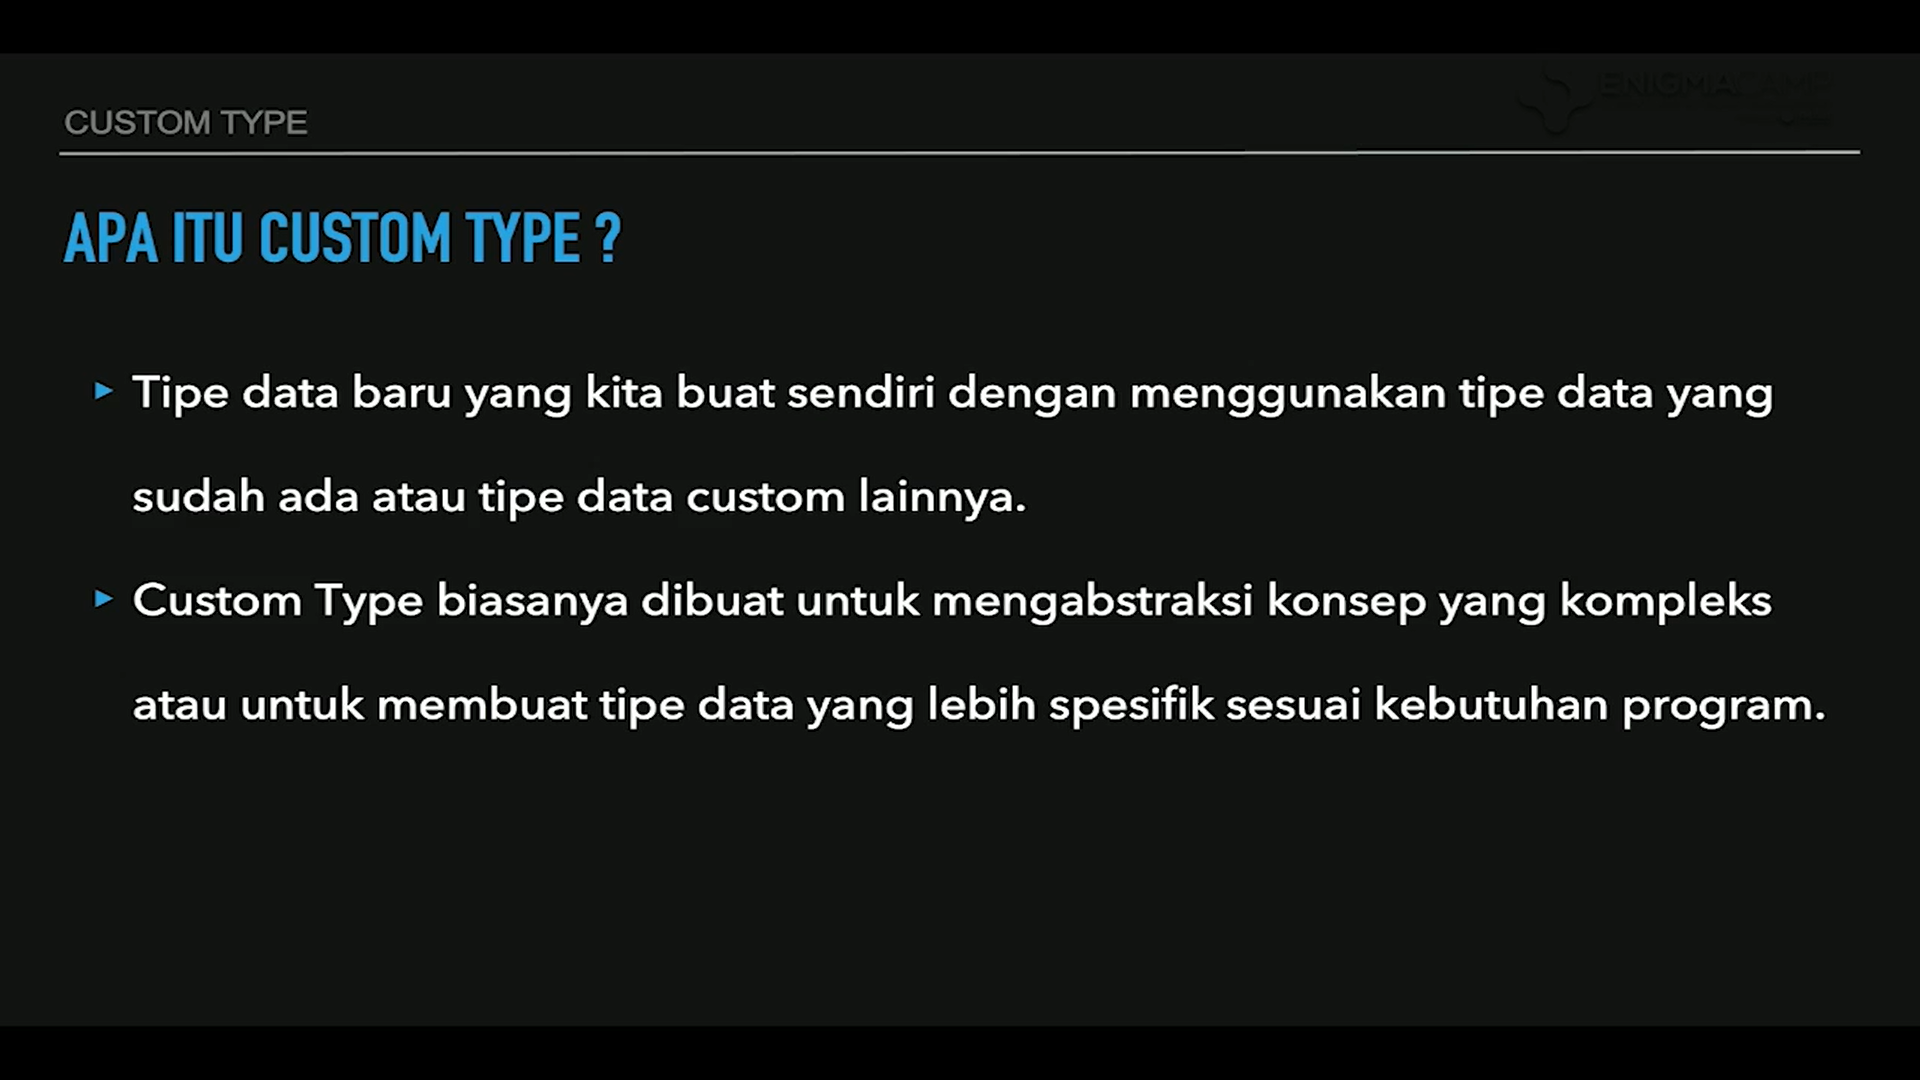 ENIGMACAMP
CUSTOM TYPE
APA ITU CUSTOM TYPE ?
▸ Tipe data baru yang kita buat sendiri dengan menggunakan tipe data yang
sudah ada atau tipe data custom lainnya.
▸ Custom Type biasanya dibuat untuk mengabstraksi konsep yang kompleks
atau untuk membuat tipe data yang lebih spesifik sesuai kebutuhan program.